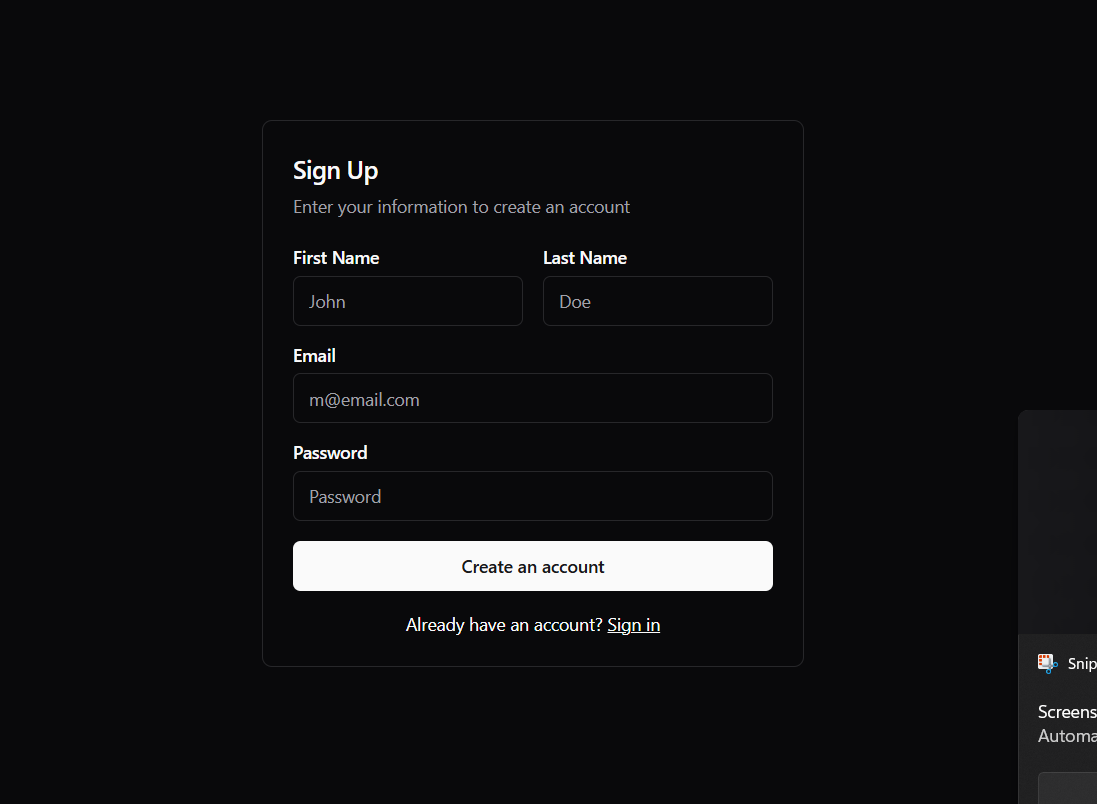 Sign Up
Enter your information to create an account
First Name
Last Name
John
Doe
Email
m@email.com
Password
Password
Create an account
Already have an account? Sign in
Snip
Screens
Automa